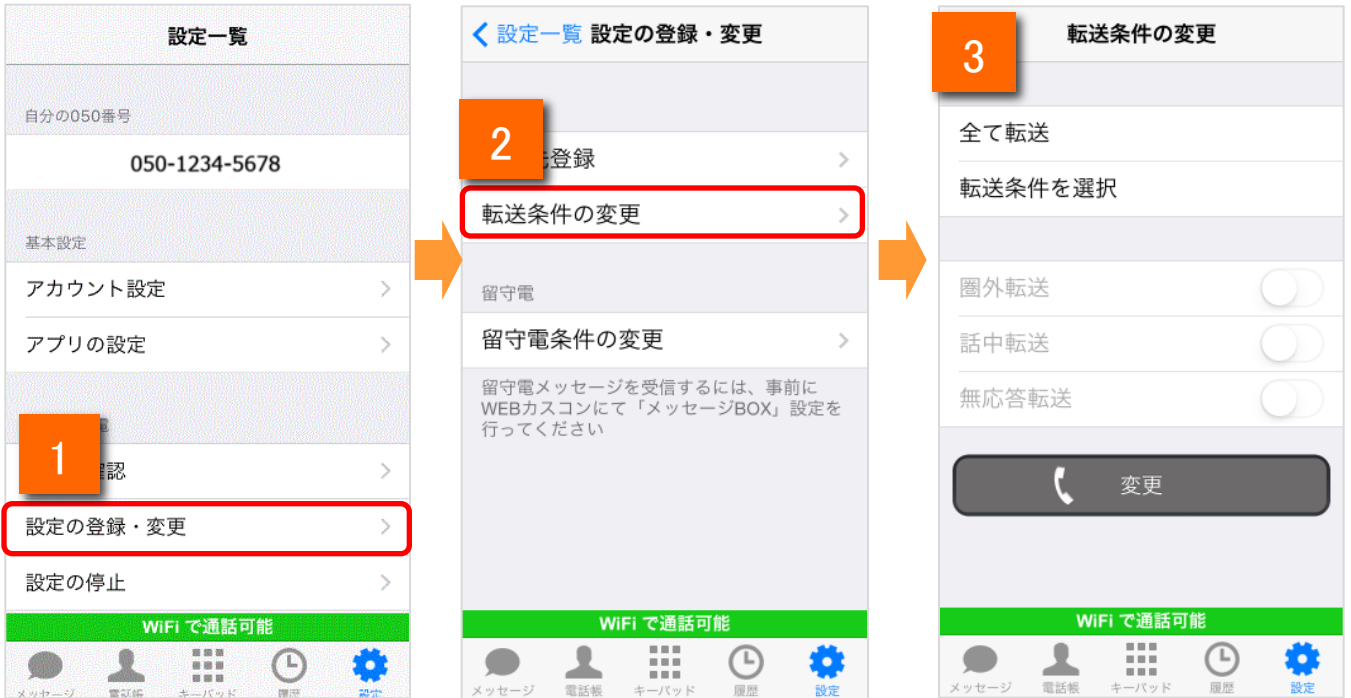 設定一覧
自分の050番号
050-1234-5678
基本設定
アカウント設定
アプリの設定
1
確認
設定の登録・変更
設定の停止
WiFi で通話可能
メッセージ
電話帳
キーパッド
履歴
設定
設定一覧 設定の登録・変更
2
先登録
転送条件の変更
留守電
留守電条件の変更
留守電メッセージを受信するには、事前に
WEBカスコンにて「メッセージBOX」設定を
行ってください
WiFi で通話可能
メッセージ
電話帳
キーパッド
履歴
設定
3
転送条件の変更
全て転送
転送条件を選択
圏外転送
話中転送
無応答転送
変更
WiFi で通話可能
メッセージ
電話帳
キーパッド
履歴
設定